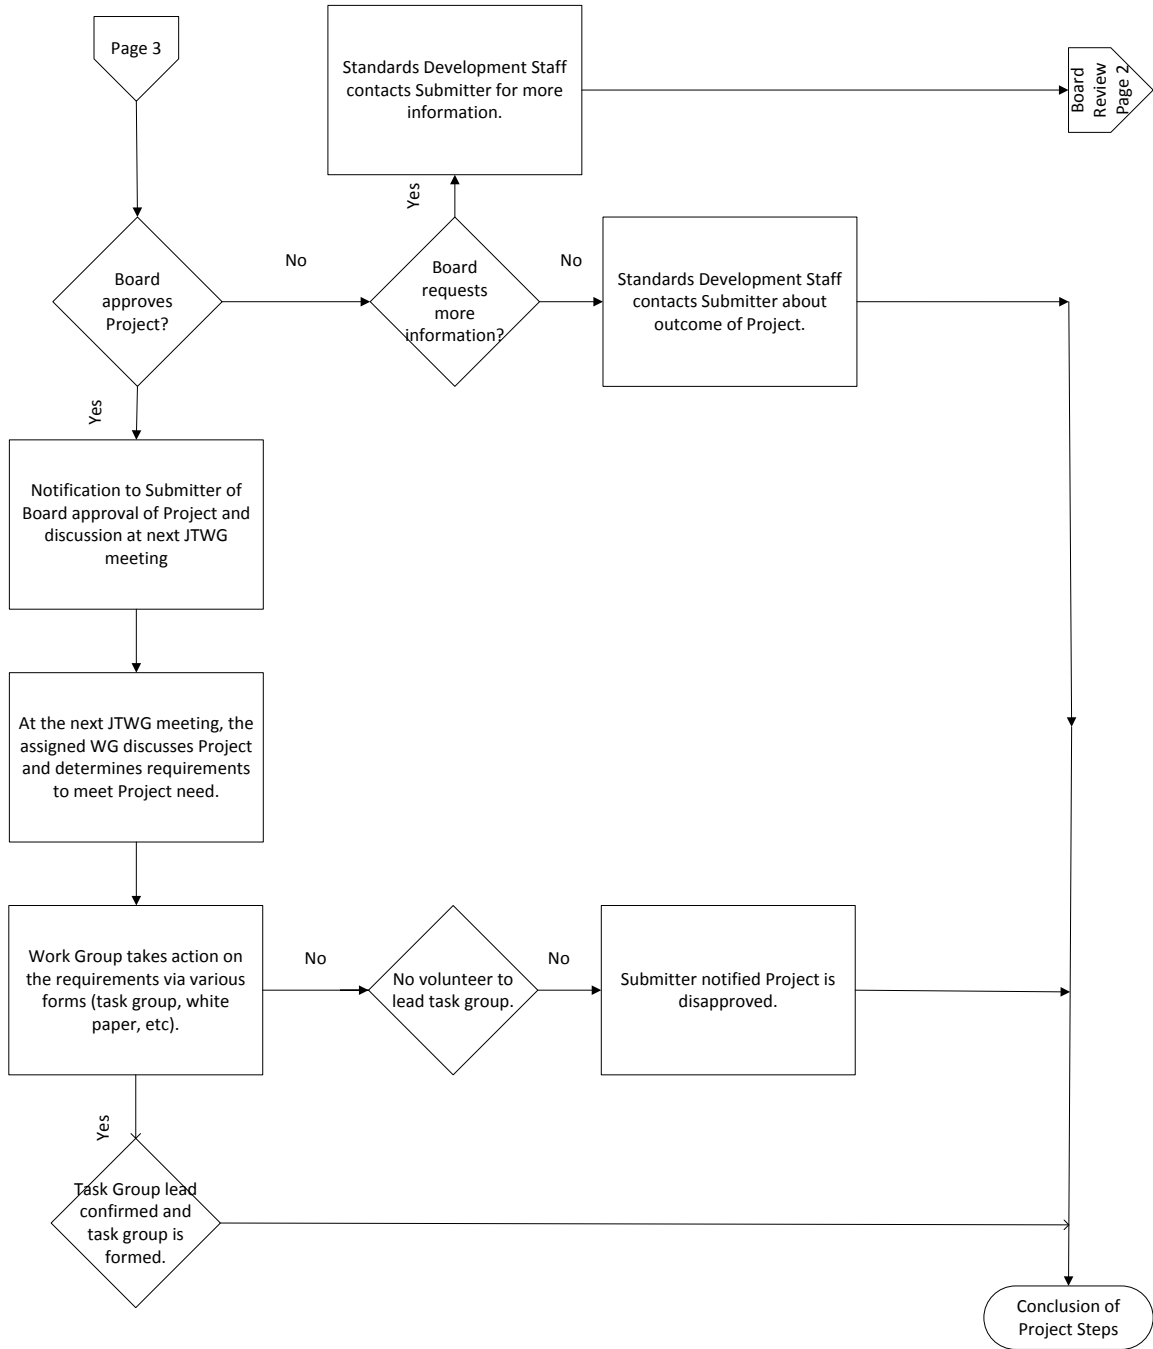 Page 3
Standards Development Staff
contacts Submitter for more
information.
Board
Review
Page 2
Yes
Board
approves
Project?
No
Board
requests
more
information?
No
Standards Development Staff
contacts Submitter about
outcome of Project.
Yes
Notification to Submitter of
Board approval of Project and
discussion at next JTWG
meeting
At the next JTWG meeting, the
assigned WG discusses Project
and determines requirements
to meet Project need.
Work Group takes action on
the requirements via various
forms (task group, white
paper, etc).
No
No volunteer to
lead task group.
No
Submitter notified Project is
disapproved.
Yes
Task Group lead
confirmed and
task group is
formed.
Conclusion of
Project Steps